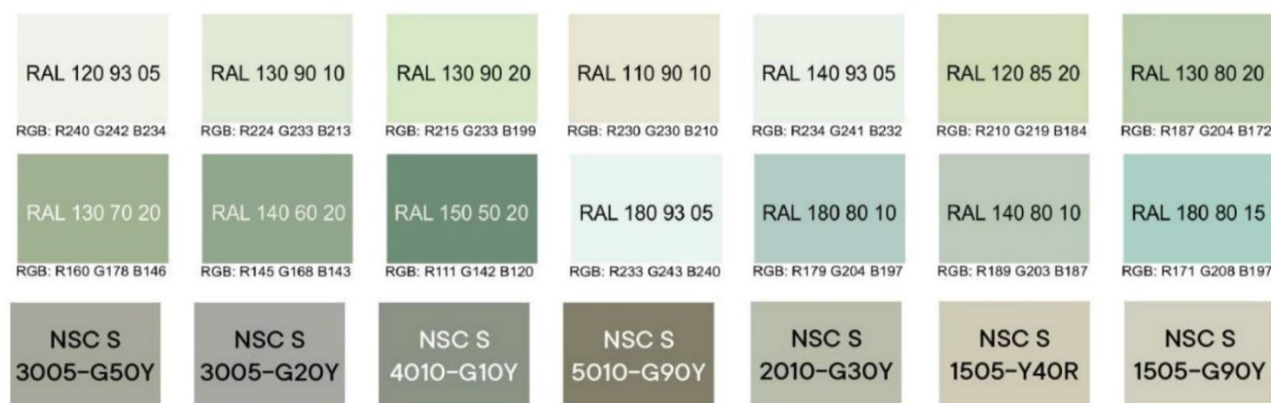 RAL 120 93 05
RAL 130 90 10
RAL 130 90 20
RAL 110 90 10
RAL 140 93 05
RAL 120 85 20
RAL 130 80 20
RGB: R240 G242 B234
RGB: R224 G233 B213
RGB: R215 G233 B199
RGB: R230 G230 B210
RGB: R234 G241 B232
RGB: R210 G219 B184
RGB: R187 G204 B172
RAL 130 70 20
RAL 140 60 20
RAL 150 50 20
RAL 180 93 05
RAL 180 80 10
RAL 140 80 10
RAL 180 80 15
RGB: R160 G178 B146
RGB: R145 G168 B143
RGB: R111 G142 B120
RGB: R233 G243 B240
RGB: R179 G204 B197
RGB: R189 G203 B187
RGB: R171 G208 B197
NSC S
3005-G50Y
NSC S
3005-G20Y
NSC S
4010-G10Y
NSC S
5010-G90Y
NSC S
2010-G30Y
NSC S
1505-Y40R
NSC S
1505-G90Y